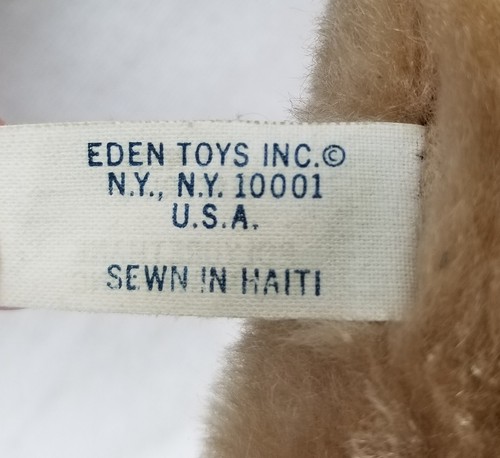 EDEN TOYS INC.©
N.Y., N.Y. 10001
U.S.A.
SEWN IN HAITI